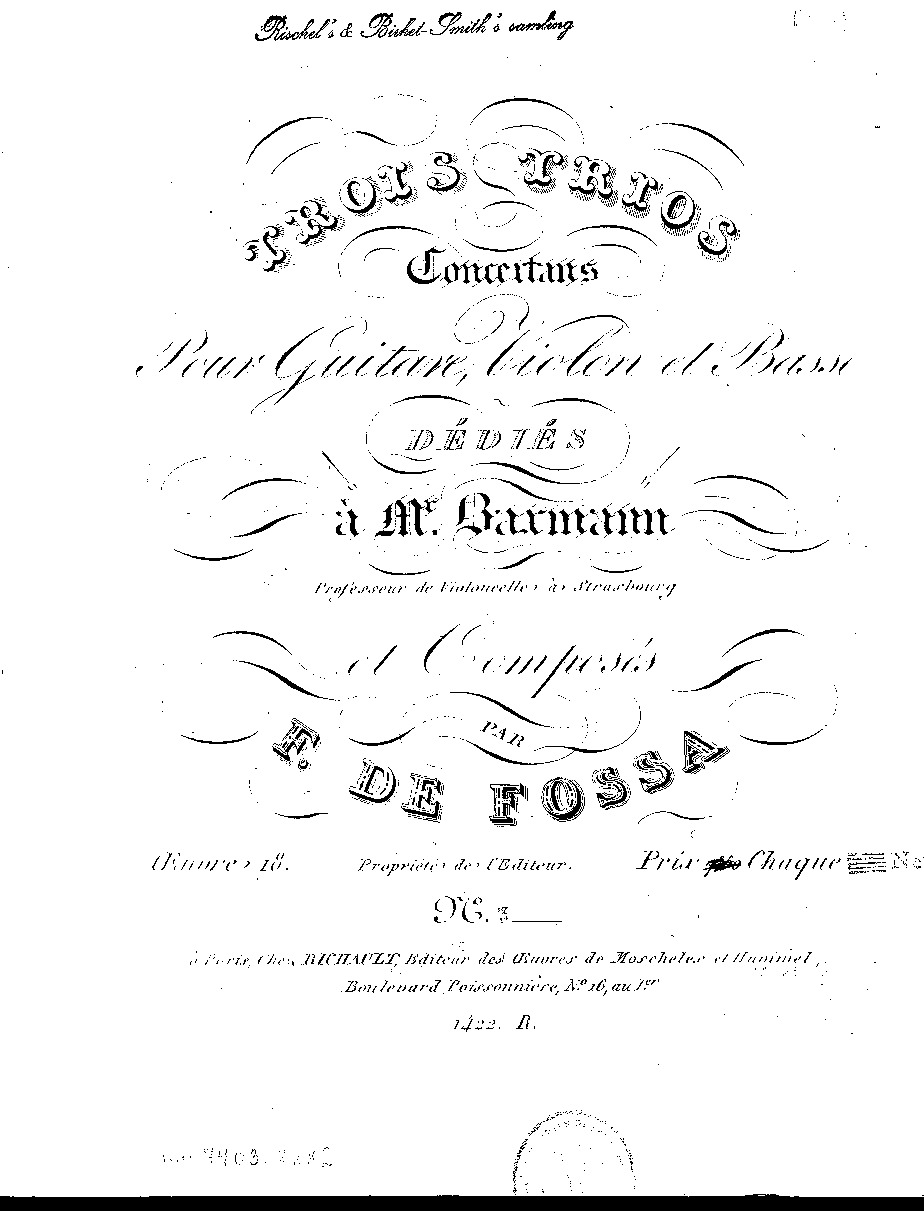 Rischel's & Birket-Smith's samling
TROIS TRIOS
Concertans
Pour Guitare, Violon et Basse
DÉDIÉS
à Mr. Baxmann
Professeur de Violoncelle à Strasbourg
et Composés
PAR
F. DE FOSSA
Œuvre 18. Propriété de l'Editeur. Prix Chaque
No. 3
à Paris, Chez RICHAULT, Editeur des Œuvres de Moscheles et Hummel,
Boulevard Poissonnière, No 16, au 1er
1422. R.